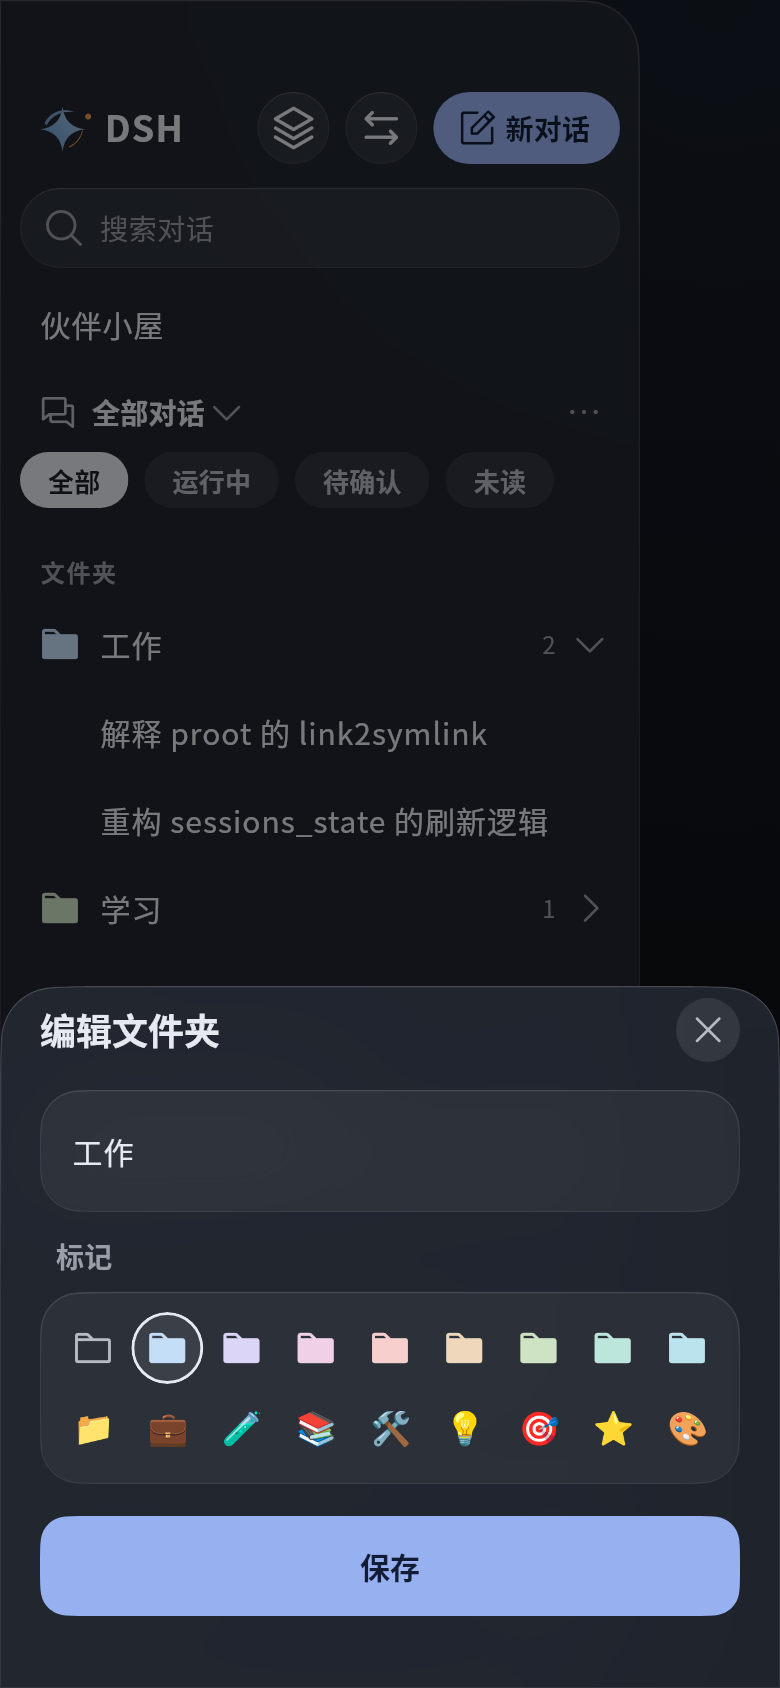 DSH
新对话
搜索对话
伙伴小屋
全部对话
全部 运行中 待确认 未读
文件夹
工作 2
解释 proot 的 link2symlink
重构 sessions_state 的刷新逻辑
学习 1
编辑文件夹
工作
标记
保存